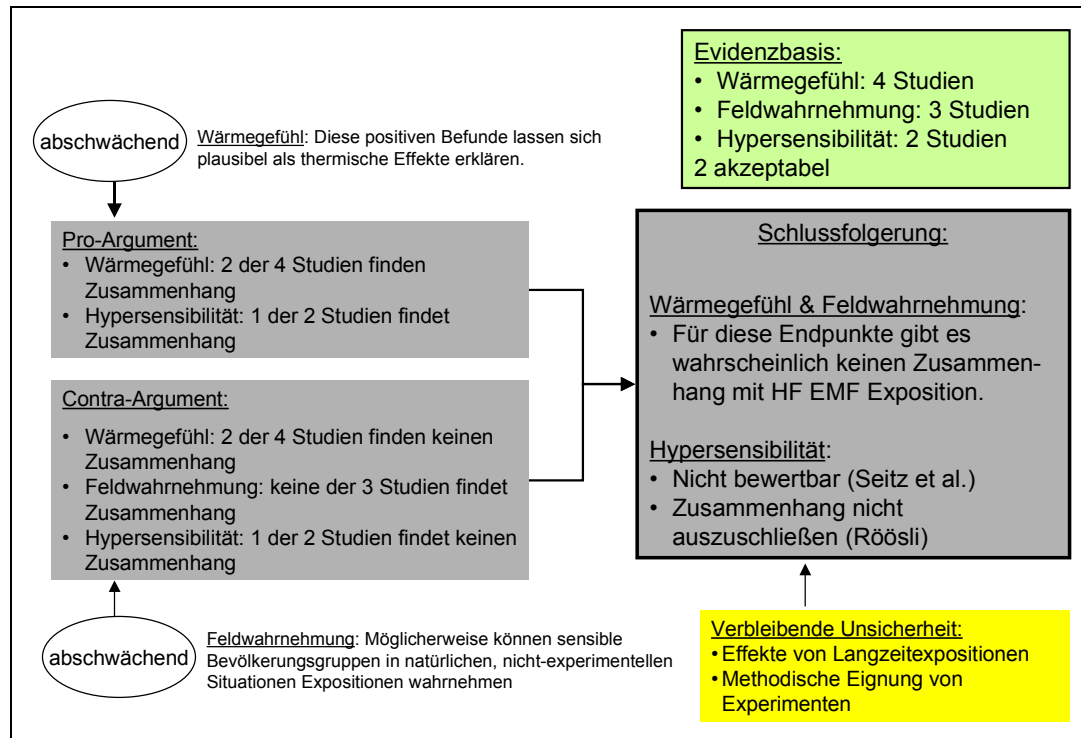 Evidenzbasis:
• Wärmegefühl: 4 Studien
• Feldwahrnehmung: 3 Studien
• Hypersensibilität: 2 Studien
2 akzeptabel
abschwächend
Wärmegefühl: Diese positiven Befunde lassen sich
plausibel als thermische Effekte erklären.
Pro-Argument:
• Wärmegefühl: 2 der 4 Studien finden
Zusammenhang
• Hypersensibilität: 1 der 2 Studien findet
Zusammenhang
Contra-Argument:
• Wärmegefühl: 2 der 4 Studien finden keinen
Zusammenhang
• Feldwahrnehmung: keine der 3 Studien findet
Zusammenhang
• Hypersensibilität: 1 der 2 Studien findet keinen
Zusammenhang
abschwächend
Feldwahrnehmung: Möglicherweise können sensible
Bevölkerungsgruppen in natürlichen, nicht-experimentellen
Situationen Expositionen wahrnehmen
Schlussfolgerung:
Wärmegefühl & Feldwahrnehmung:
• Für diese Endpunkte gibt es
wahrscheinlich keinen Zusammen-
hang mit HF EMF Exposition.
Hypersensibilität:
• Nicht bewertbar (Seitz et al.)
• Zusammenhang nicht
auszuschließen (Röösli)
Verbleibende Unsicherheit:
• Effekte von Langzeitexpositionen
• Methodische Eignung von
Experimenten